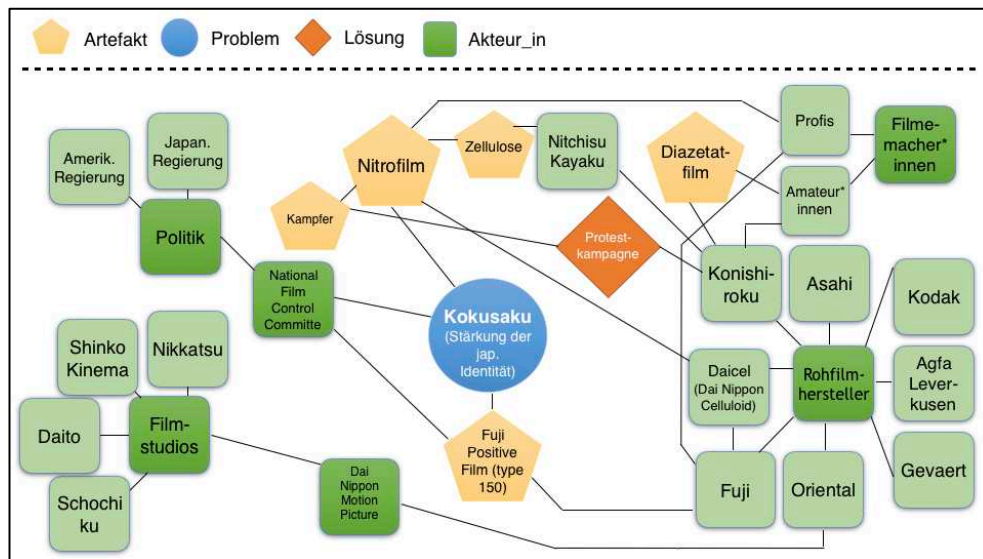 Artefakt
Problem
Lösung
Akteur_in
Amerik.
Regierung
Japan.
Regierung
Politik
Kampfer
Nitrofilm
Zellulose
Nitchisu
Kayaku
Diazetat-
film
Profis
Filme-
macher*
innen
Amateur*
innen
Protest-
kampagne
National
Film
Control
Committe
Kokusaku
(Stärkung der
jap.
Identität)
Konishi-
roku
Asahi
Kodak
Shinko
Kinema
Nikkatsu
Daito
Film-
studios
Schochi
ku
Dai
Nippon
Motion
Picture
Fuji
Positive
Film (type
150)
Daicel
(Dai Nippon
Celluloid)
Rohfilm-
hersteller
Agfa
Lever-
kusen
Fuji
Oriental
Gevaert